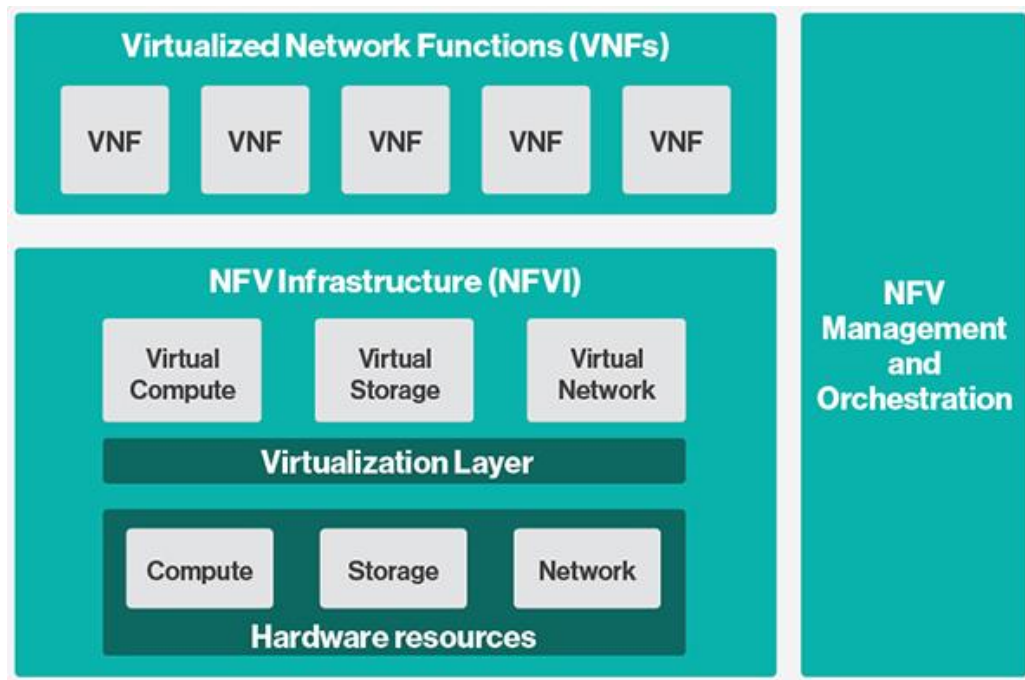 Virtualized Network Functions (VNFs)
VNF VNF VNF VNF VNF
NFV Infrastructure (NFVI)
Virtual
Compute
Virtual
Storage
Virtual
Network
Virtualization Layer
Compute Storage Network
Hardware resources
NFV
Management
and
Orchestration